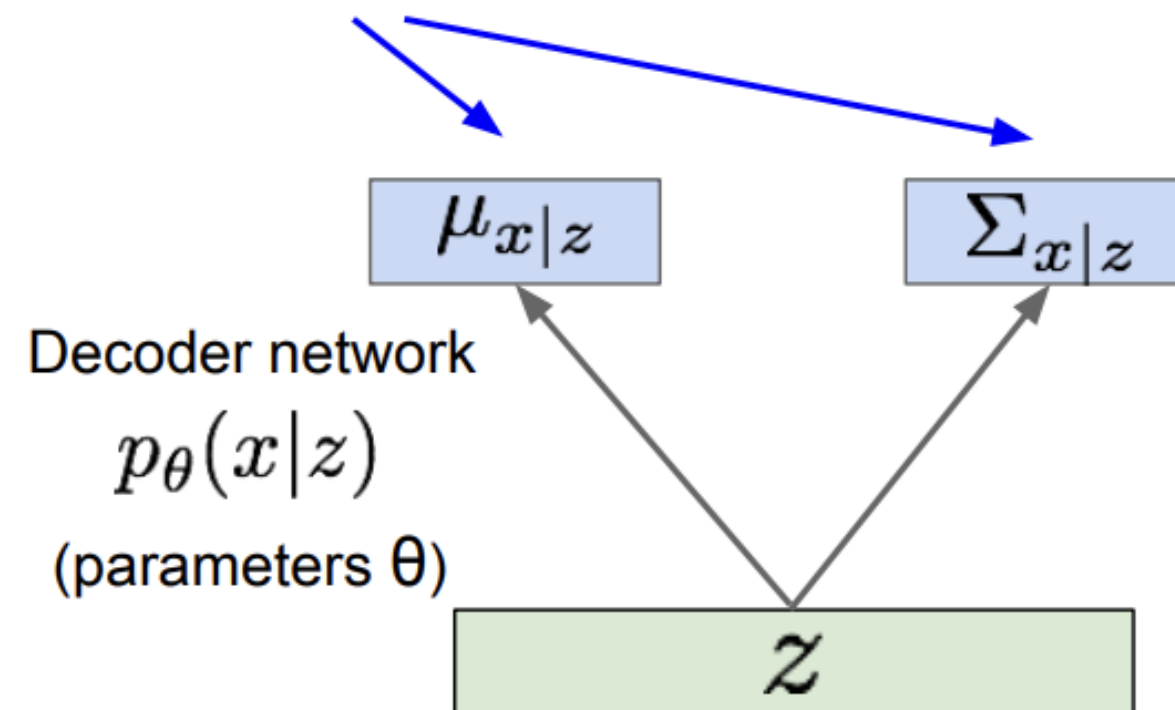 μ_{x|z}
Σ_{x|z}
Decoder network
p_θ(x|z)
(parameters θ)
z